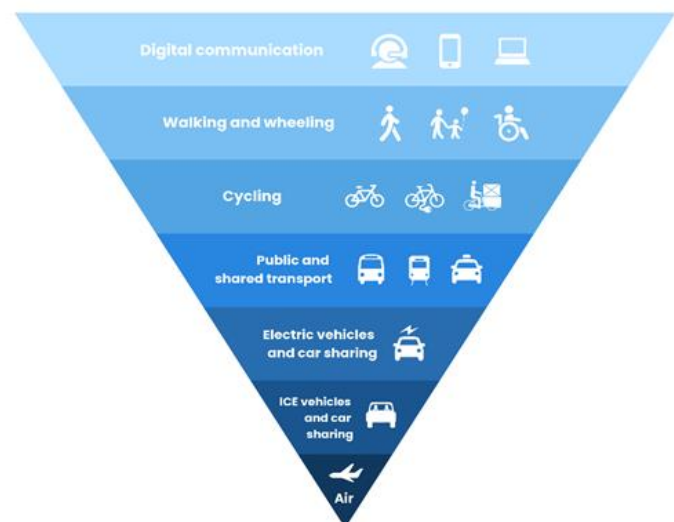 Digital communication
Walking and wheeling
Cycling
Public and
shared transport
Electric vehicles
and car sharing
ICE vehicles
and car
sharing
Air